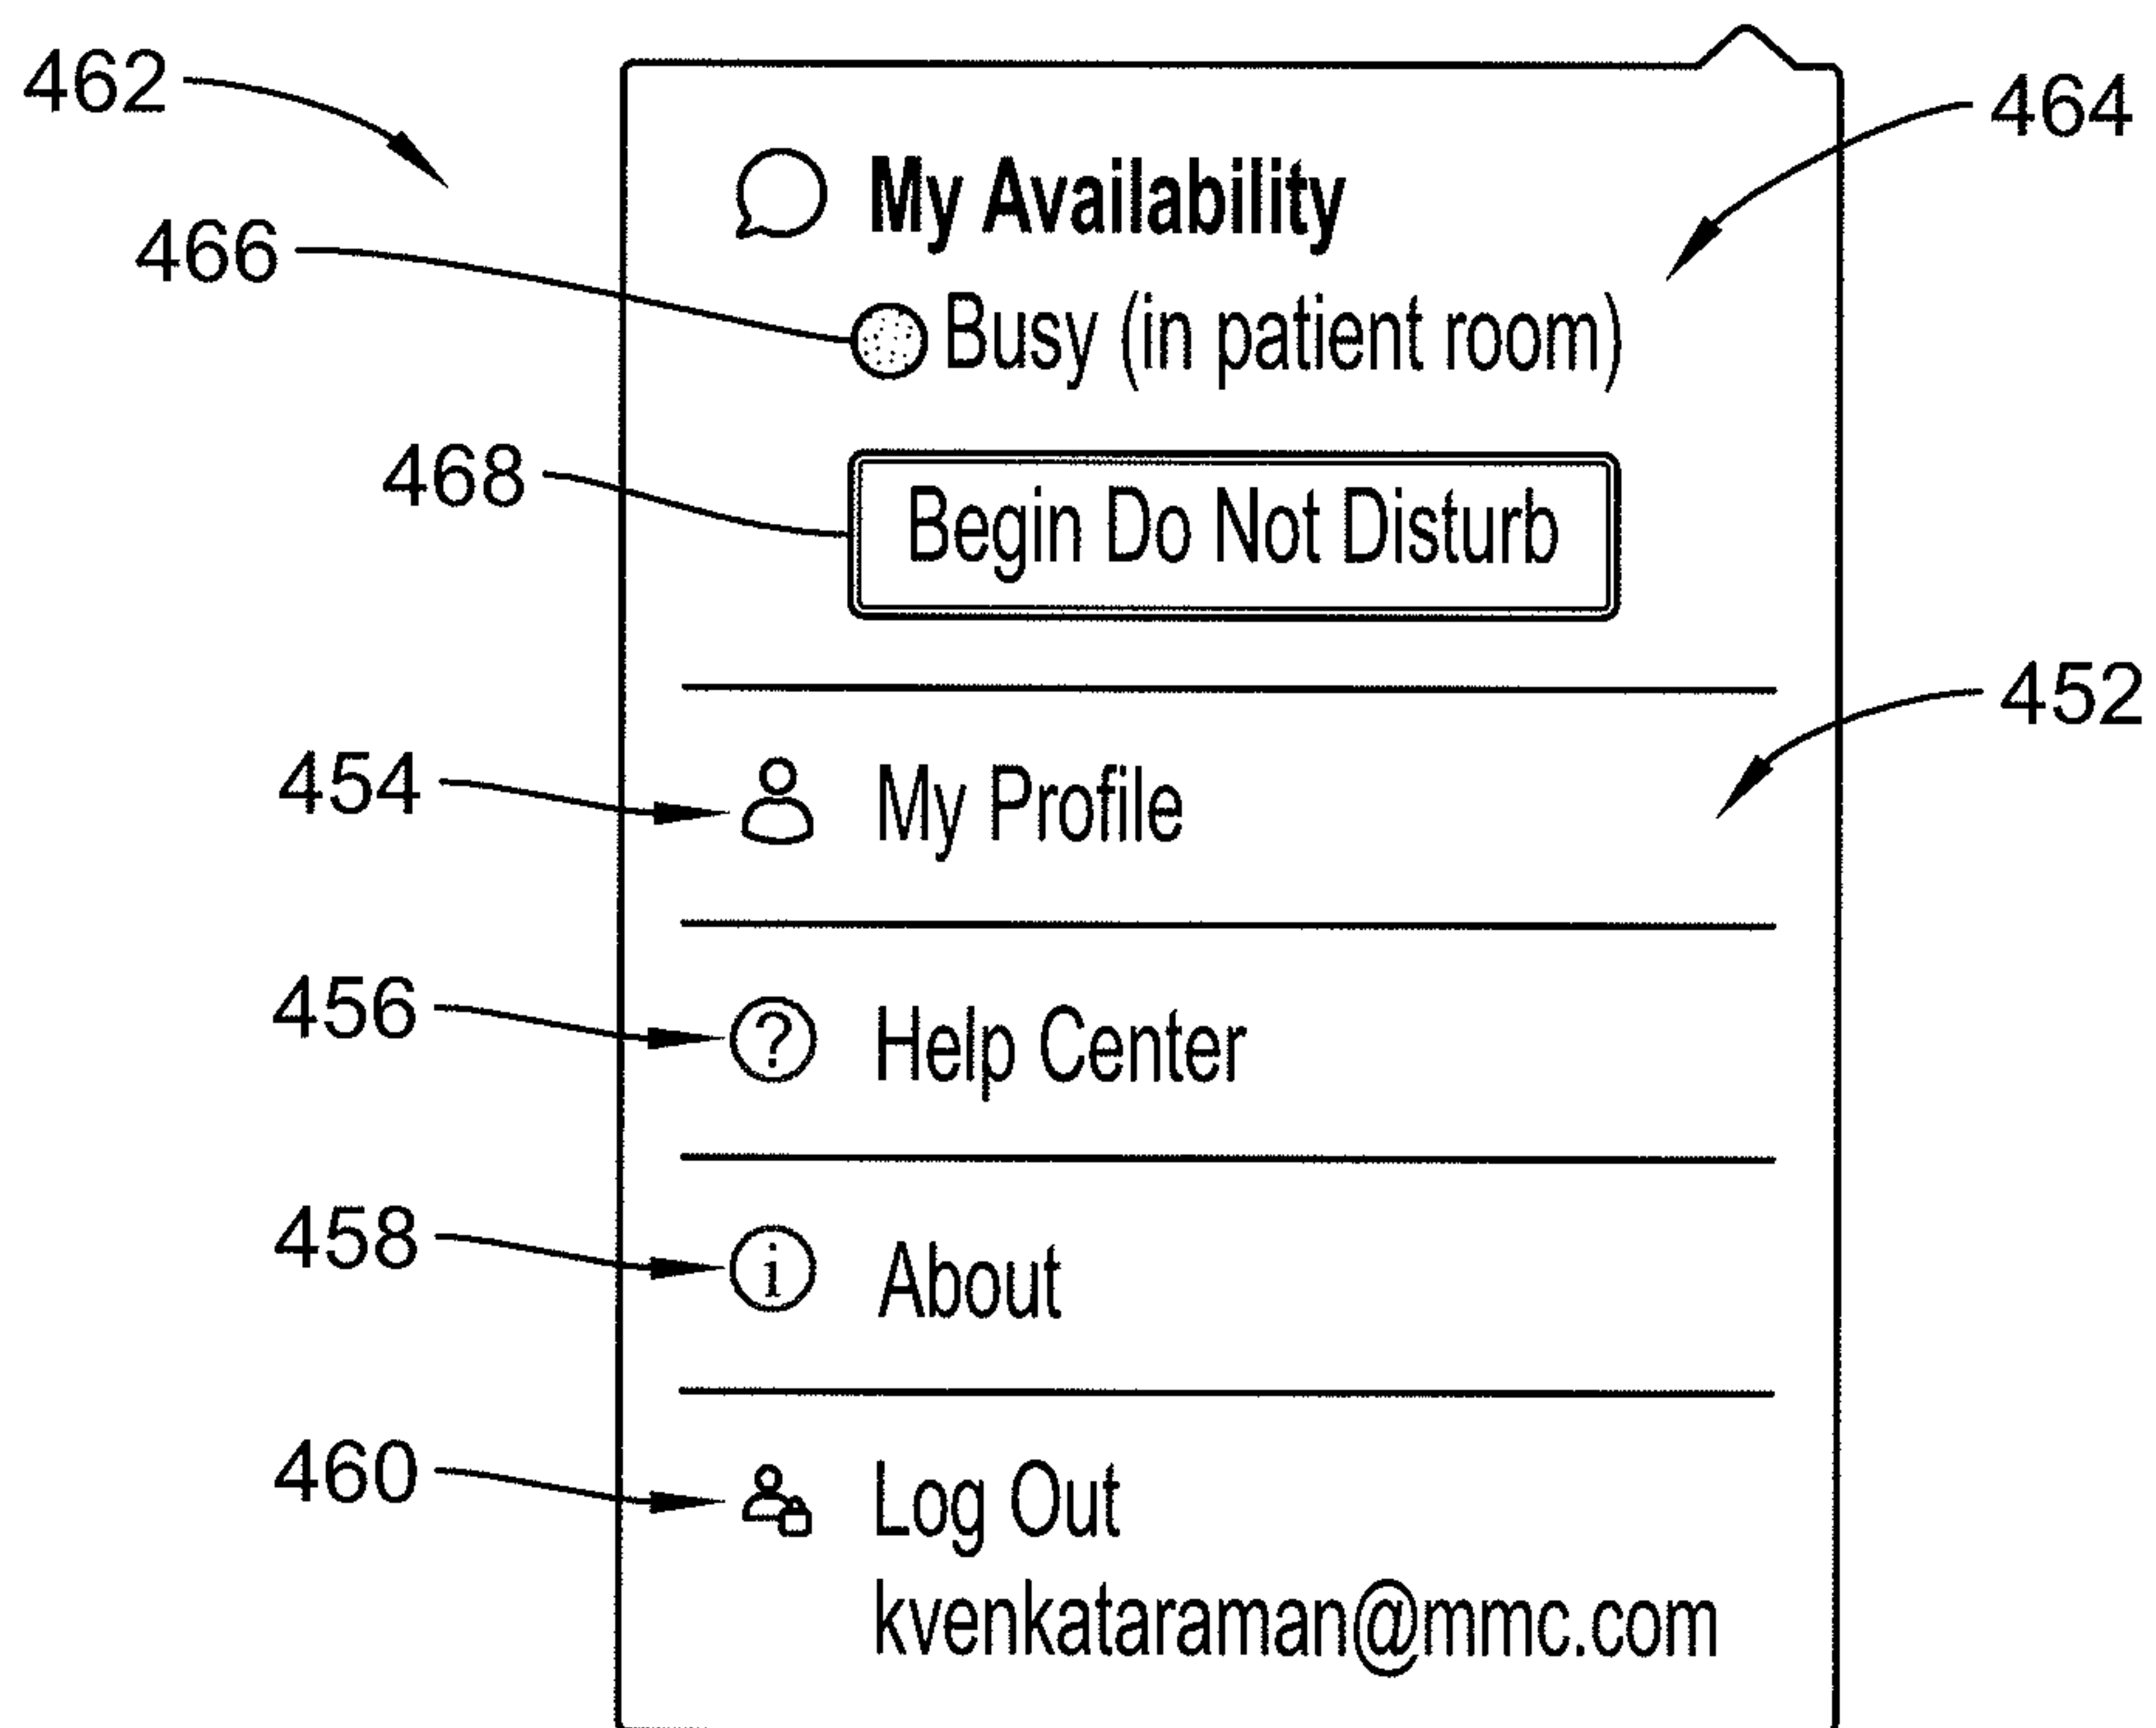 462
464
My Availability
466
Busy (in patient room)
468
Begin Do Not Disturb
452
454
My Profile
456
? Help Center
458
i About
460
Log Out
kvenkataraman@mmc.com